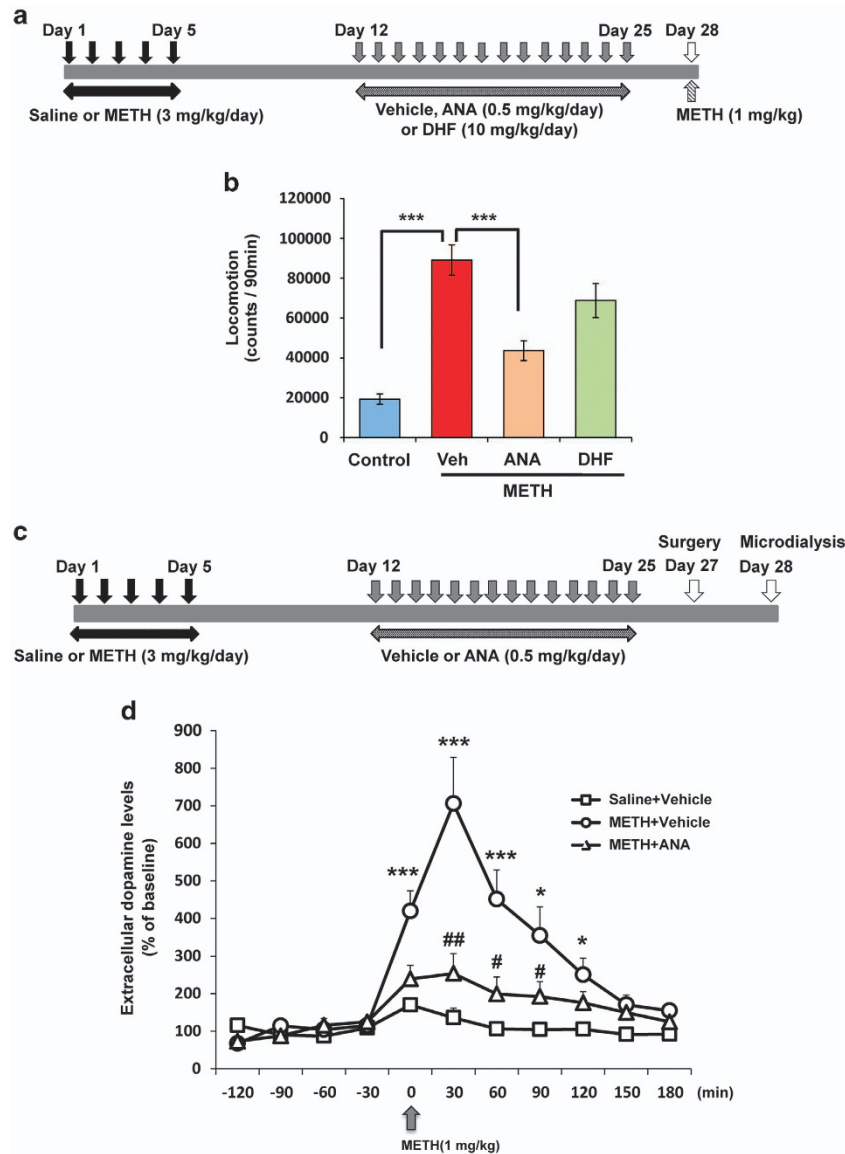 a
Day 1 Day 5 Day 12 Day 25 Day 28
Saline or METH (3 mg/kg/day) Vehicle, ANA (0.5 mg/kg/day) METH (1 mg/kg)
or DHF (10 mg/kg/day)
b
Locomotion
(counts / 90min)
120000
100000
80000
60000
40000
20000
0
*** ***
Control Veh ANA DHF
METH
c
Surgery Microdialysis
Day 1 Day 5 Day 12 Day 25 Day 27 Day 28
Saline or METH (3 mg/kg/day) Vehicle or ANA (0.5 mg/kg/day)
d
Extracellular dopamine levels
(% of baseline)
900
800
700
600
500
400
300
200
100
0
***
*** ***
* *
## # #
Saline+Vehicle
METH+Vehicle
METH+ANA
-120 -90 -60 -30 0 30 60 90 120 150 180 (min)
METH(1 mg/kg)